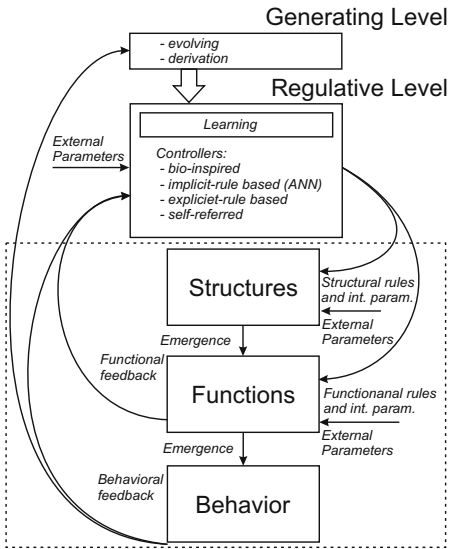 Generating Level
- evolving
- derivation
Regulative Level
Learning
External
Parameters
Controllers:
- bio-inspired
- implicit-rule based (ANN)
- expliciet-rule based
- self-referred
Structures
Structural rules
and int. param.
External
Parameters
Emergence
Functional
feedback
Functions
Functionanal rules
and int. param.
External
Parameters
Emergence
Behavioral
feedback
Behavior